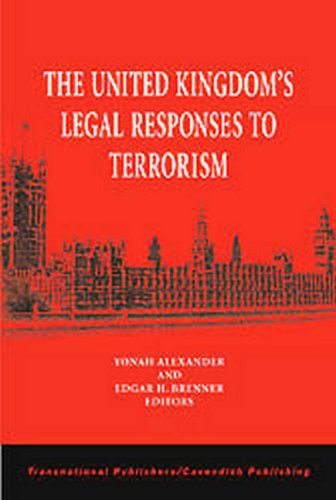 THE UNITED KINGDOM'S
LEGAL RESPONSES TO
TERRORISM
YONAH ALEXANDER
AND
EDGAR H. BRENNER
EDITORS
Transnational Publishers/Cavendish Publishing